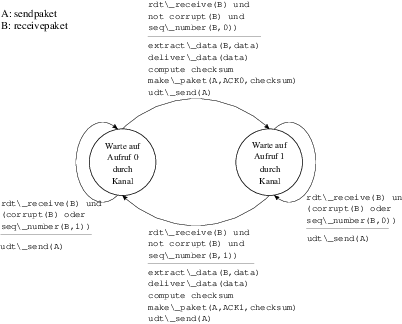 A: sendpaket
B: receivepaket
rdt\_receive(B) und
not corrupt(B) und
seq\_number(B,0))
extract\_data(B,data)
deliver\_data(data)
compute checksum
make\_paket(A,ACK0,checksum)
udt\_send(A)
Warte auf
Aufruf 0
durch
Kanal
Warte auf
Aufruf 1
durch
Kanal
rdt\_receive(B) und
(corrupt(B) oder
seq\_number(B,1))
udt\_send(A)
rdt\_receive(B) un
(corrupt(B) oder
seq\_number(B,0))
udt\_send(A)
rdt\_receive(B) und
not corrupt(B) und
seq\_number(B,1))
extract\_data(B,data)
deliver\_data(data)
compute checksum
make\_paket(A,ACK1,checksum)
udt\_send(A)